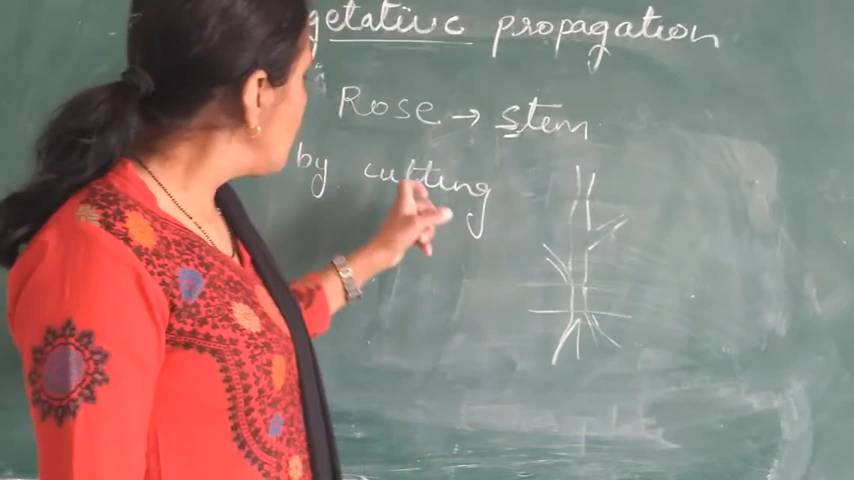 getative propagation
Rose → stem
by cutting